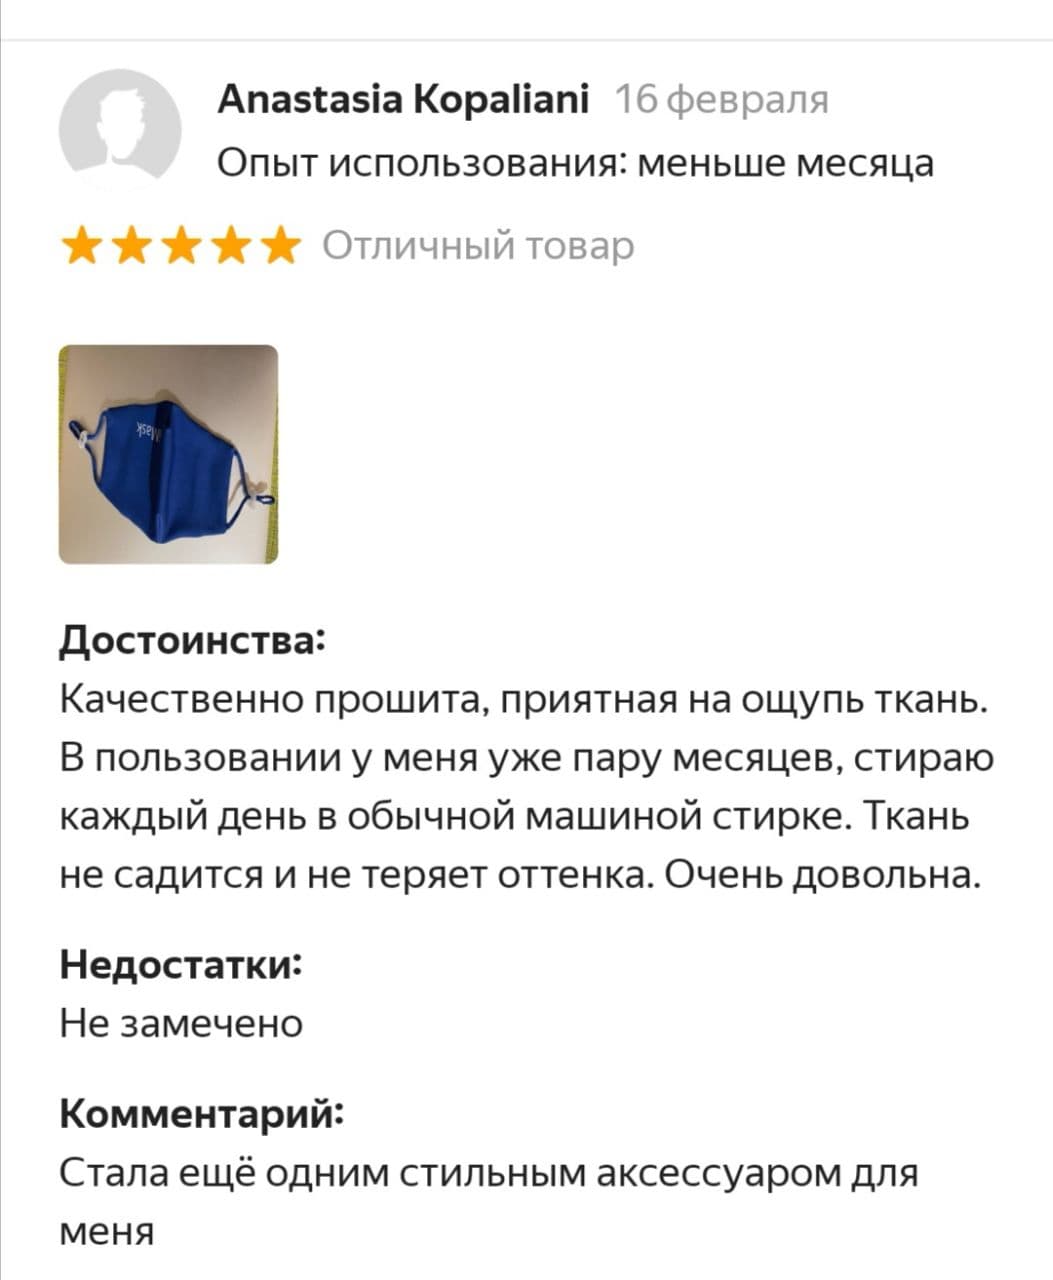 Anastasia Kopaliani 16 февраля
Опыт использования: меньше месяца
Отличный товар
Mask
Достоинства:
Качественно прошита, приятная на ощупь ткань.
В пользовании у меня уже пару месяцев, стираю
каждый день в обычной машиной стирке. Ткань
не садится и не теряет оттенка. Очень довольна.
Недостатки:
Не замечено
Комментарий:
Стала ещё одним стильным аксессуаром для
меня